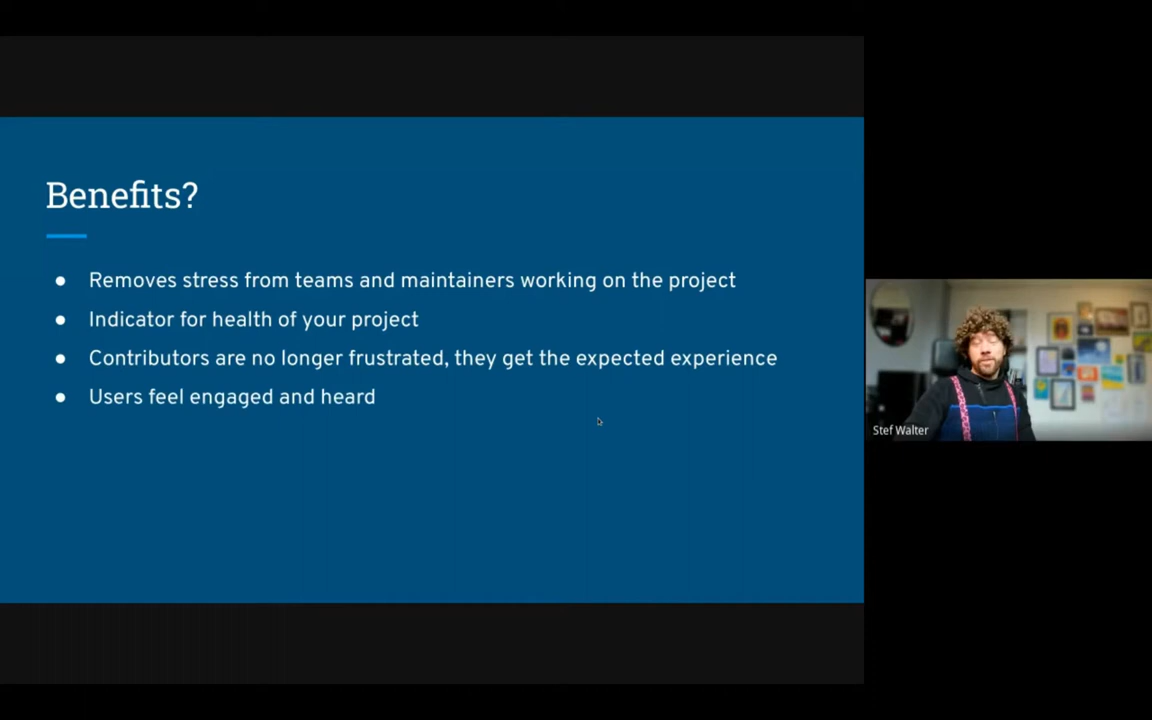 Benefits?
● Removes stress from teams and maintainers working on the project
● Indicator for health of your project
● Contributors are no longer frustrated, they get the expected experience
● Users feel engaged and heard
Stef Walter